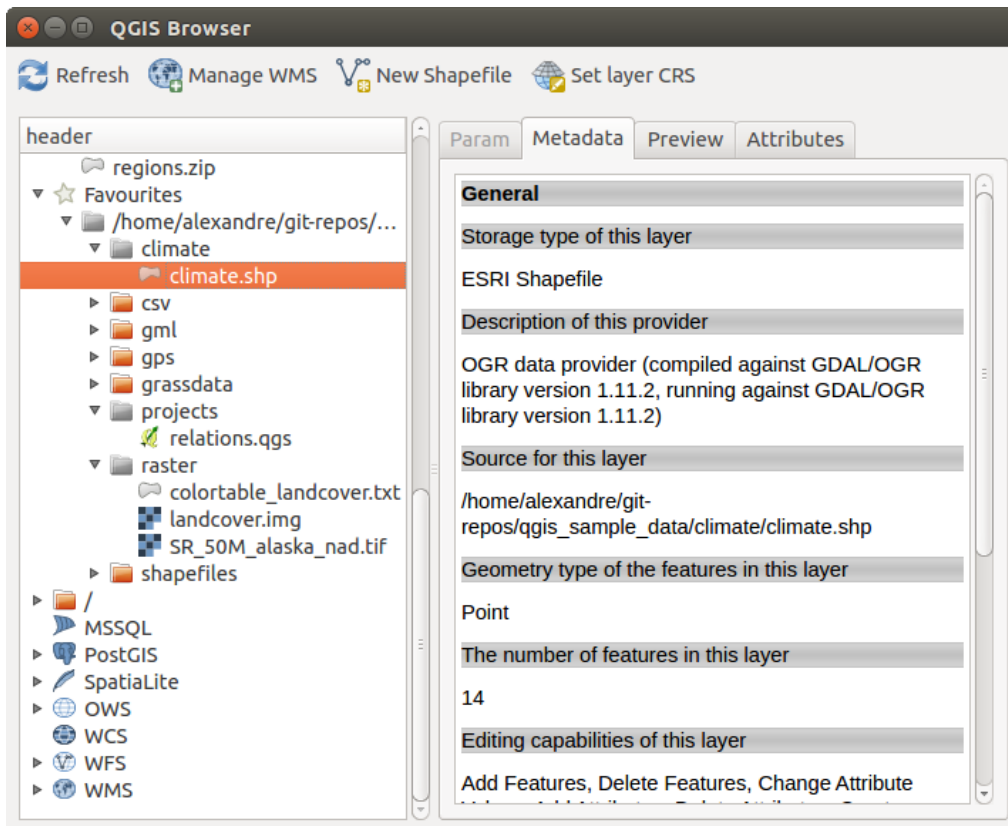 QGIS Browser
Refresh Manage WMS New Shapefile Set layer CRS
header
regions.zip
Favourites
/home/alexandre/git-repos/...
climate
climate.shp
csv
gml
gps
grassdata
projects
relations.qgs
raster
colortable_landcover.txt
landcover.img
SR_50M_alaska_nad.tif
shapefiles
/
MSSQL
PostGIS
SpatiaLite
OWS
WCS
WFS
WMS
Param Metadata Preview Attributes
General
Storage type of this layer
ESRI Shapefile
Description of this provider
OGR data provider (compiled against GDAL/OGR
library version 1.11.2, running against GDAL/OGR
library version 1.11.2)
Source for this layer
/home/alexandre/git-
repos/qgis_sample_data/climate/climate.shp
Geometry type of the features in this layer
Point
The number of features in this layer
14
Editing capabilities of this layer
Add Features, Delete Features, Change Attribute